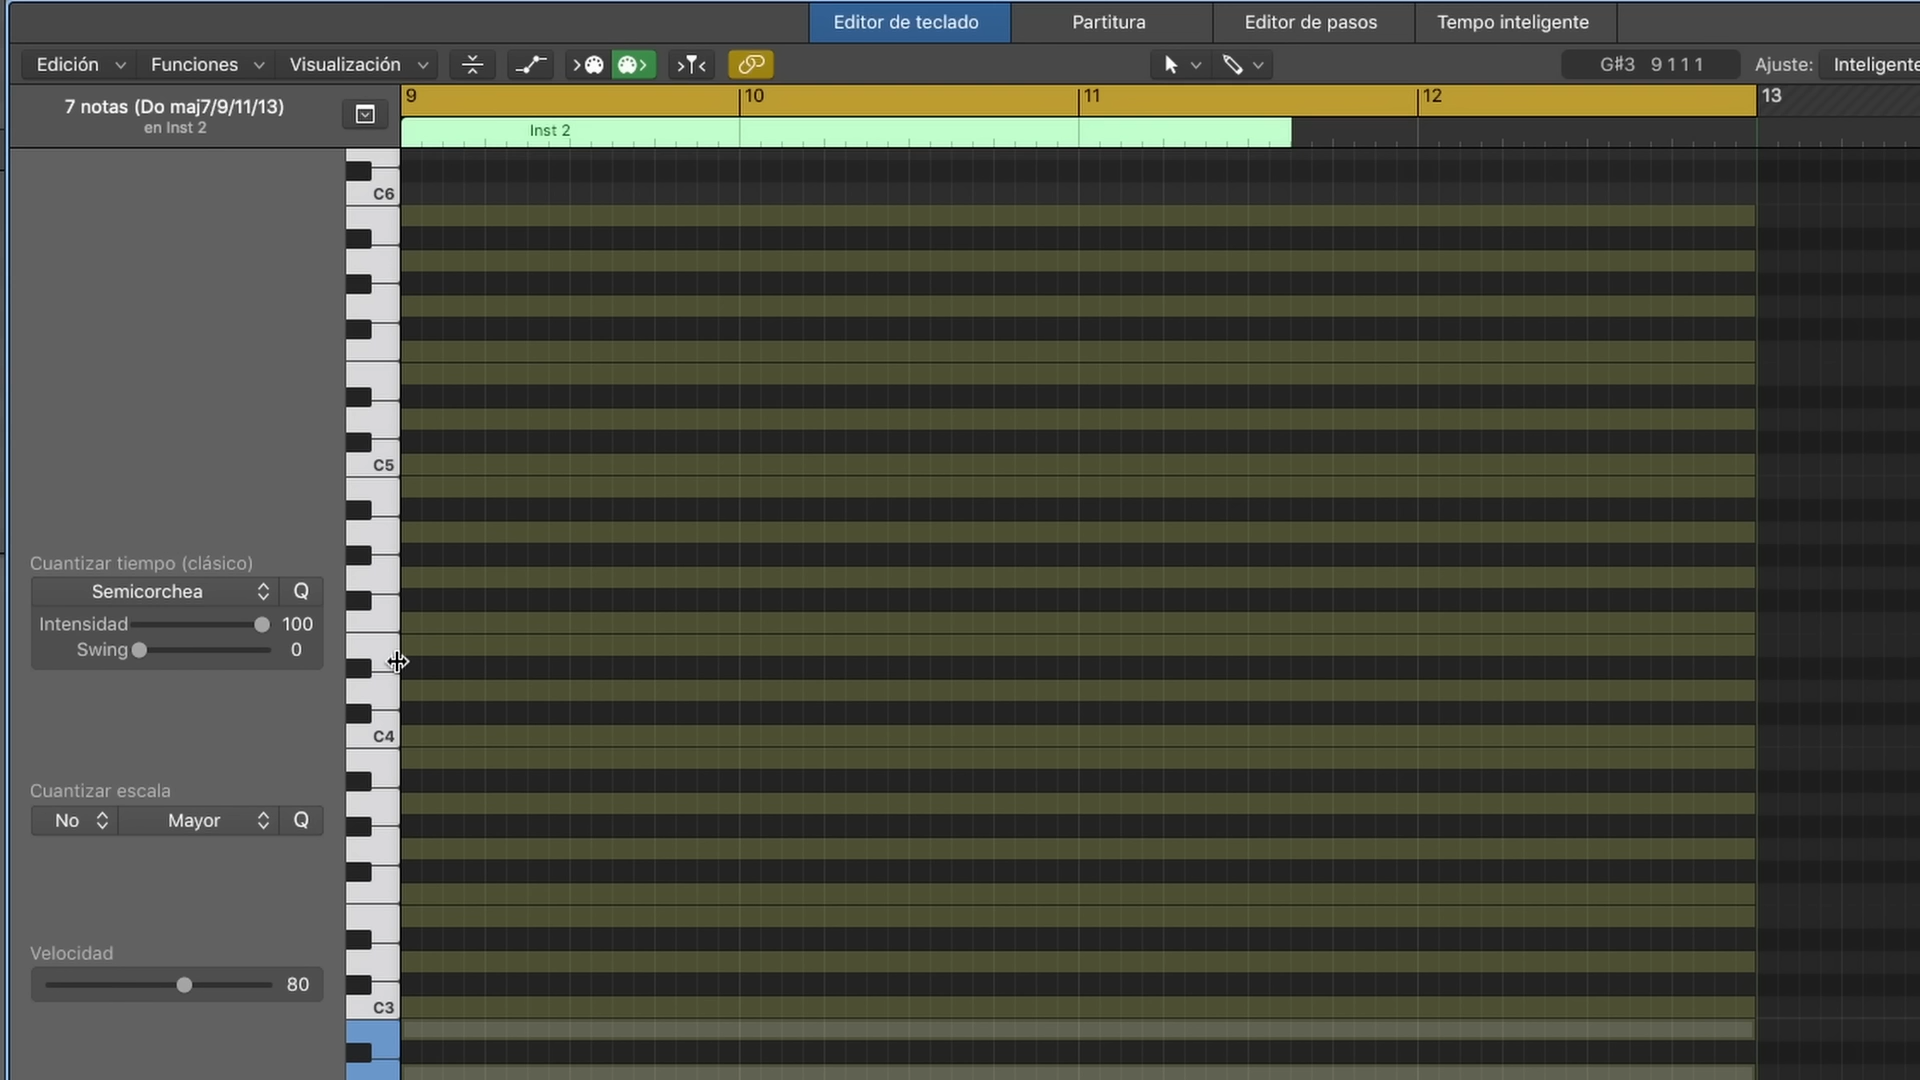 Editor de teclado
Partitura
Editor de pasos
Tempo inteligente
Edición
Funciones
Visualización
G#3 9 1 1 1
Ajuste:
Inteligente
7 notas (Do maj7/9/11/13)
en Inst 2
9
10
11
12
13
Inst 2
C6
C5
Cuantizar tiempo (clásico)
Semicorchea
Q
Intensidad
100
Swing
0
C4
Cuantizar escala
No
Mayor
Q
Velocidad
80
C3